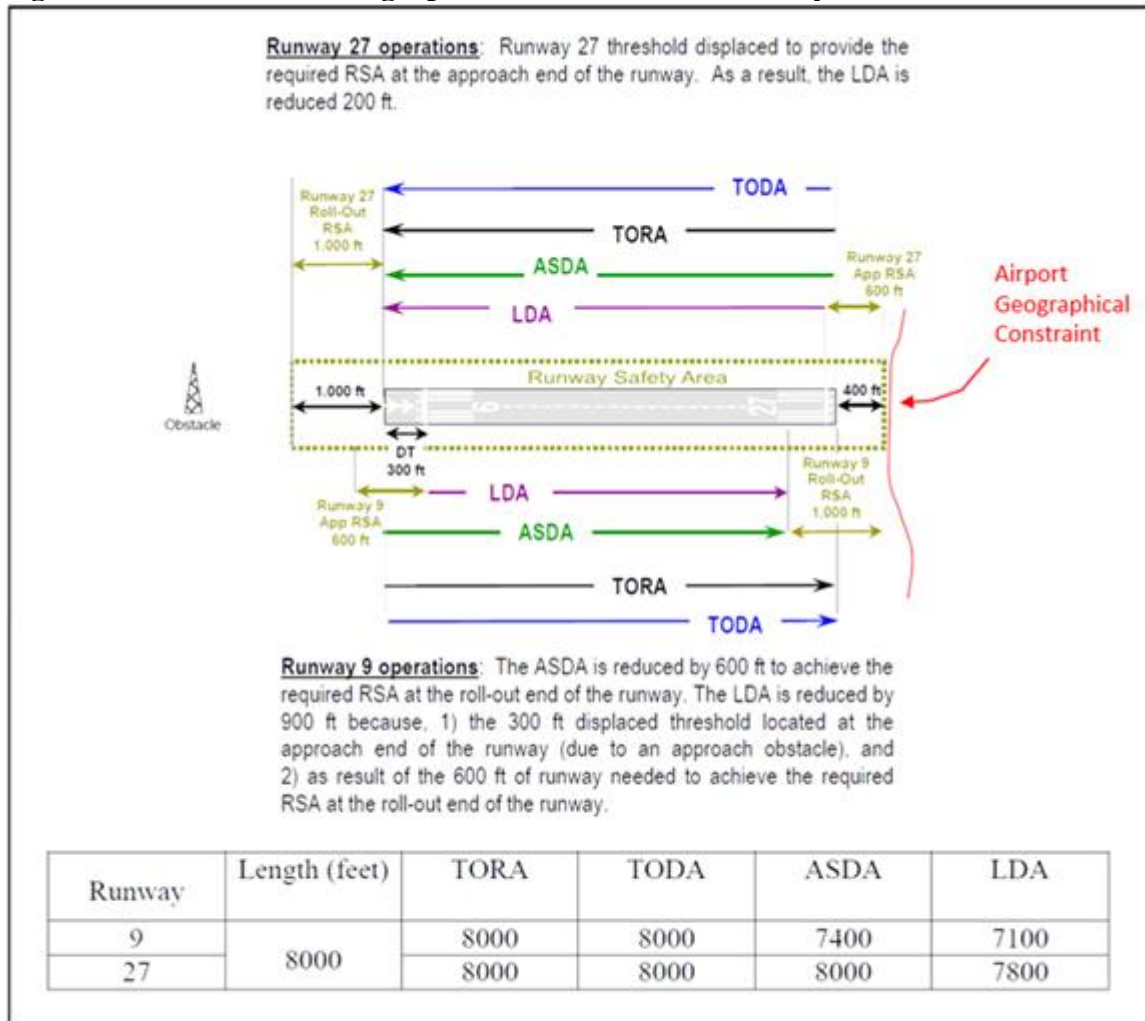 Runway 27 operations: Runway 27 threshold displaced to provide the
required RSA at the approach end of the runway. As a result, the LDA is
reduced 200 ft.
TODA
Runway 27
Roll-Out
RSA
1,000 ft
TORA
Runway 27
App RSA
600 ft
ASDA
LDA
Airport
Geographical
Constraint
Runway Safety Area
1,000 ft
9
27
400 ft
Obstacle
DT
300 ft
Runway 9
Roll-Out
RSA
1,000 ft
LDA
Runway 9
App RSA
600 ft
ASDA
TORA
TODA
Runway 9 operations: The ASDA is reduced by 600 ft to achieve the
required RSA at the roll-out end of the runway. The LDA is reduced by
900 ft because, 1) the 300 ft displaced threshold located at the
approach end of the runway (due to an approach obstacle), and
2) as result of the 600 ft of runway needed to achieve the required
RSA at the roll-out end of the runway.
Runway Length (feet) TORA TODA ASDA LDA
9 8000 8000 8000 7400 7100
27 8000 8000 8000 7800